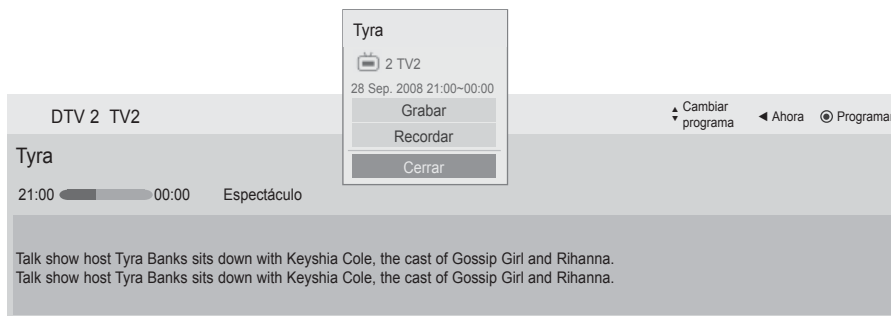 Tyra
2 TV2
28 Sep. 2008 21:00~00:00
Grabar
Recordar
Cerrar
DTV 2 TV2
Cambiar
programa
Ahora
Programar
Tyra
21:00 00:00 Espectáculo
Talk show host Tyra Banks sits down with Keyshia Cole, the cast of Gossip Girl and Rihanna.
Talk show host Tyra Banks sits down with Keyshia Cole, the cast of Gossip Girl and Rihanna.